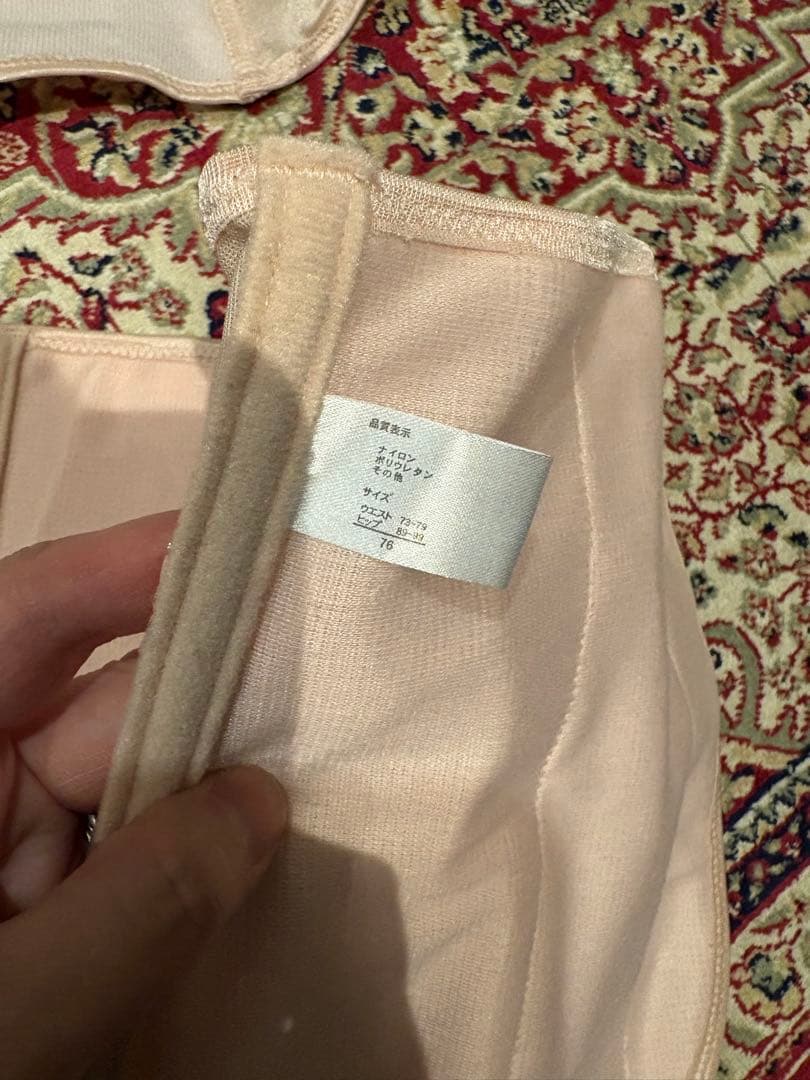 品質表示
ナイロン
ポリウレタン
その他
サイズ
ウエスト 73-79
ヒップ 89-99
76